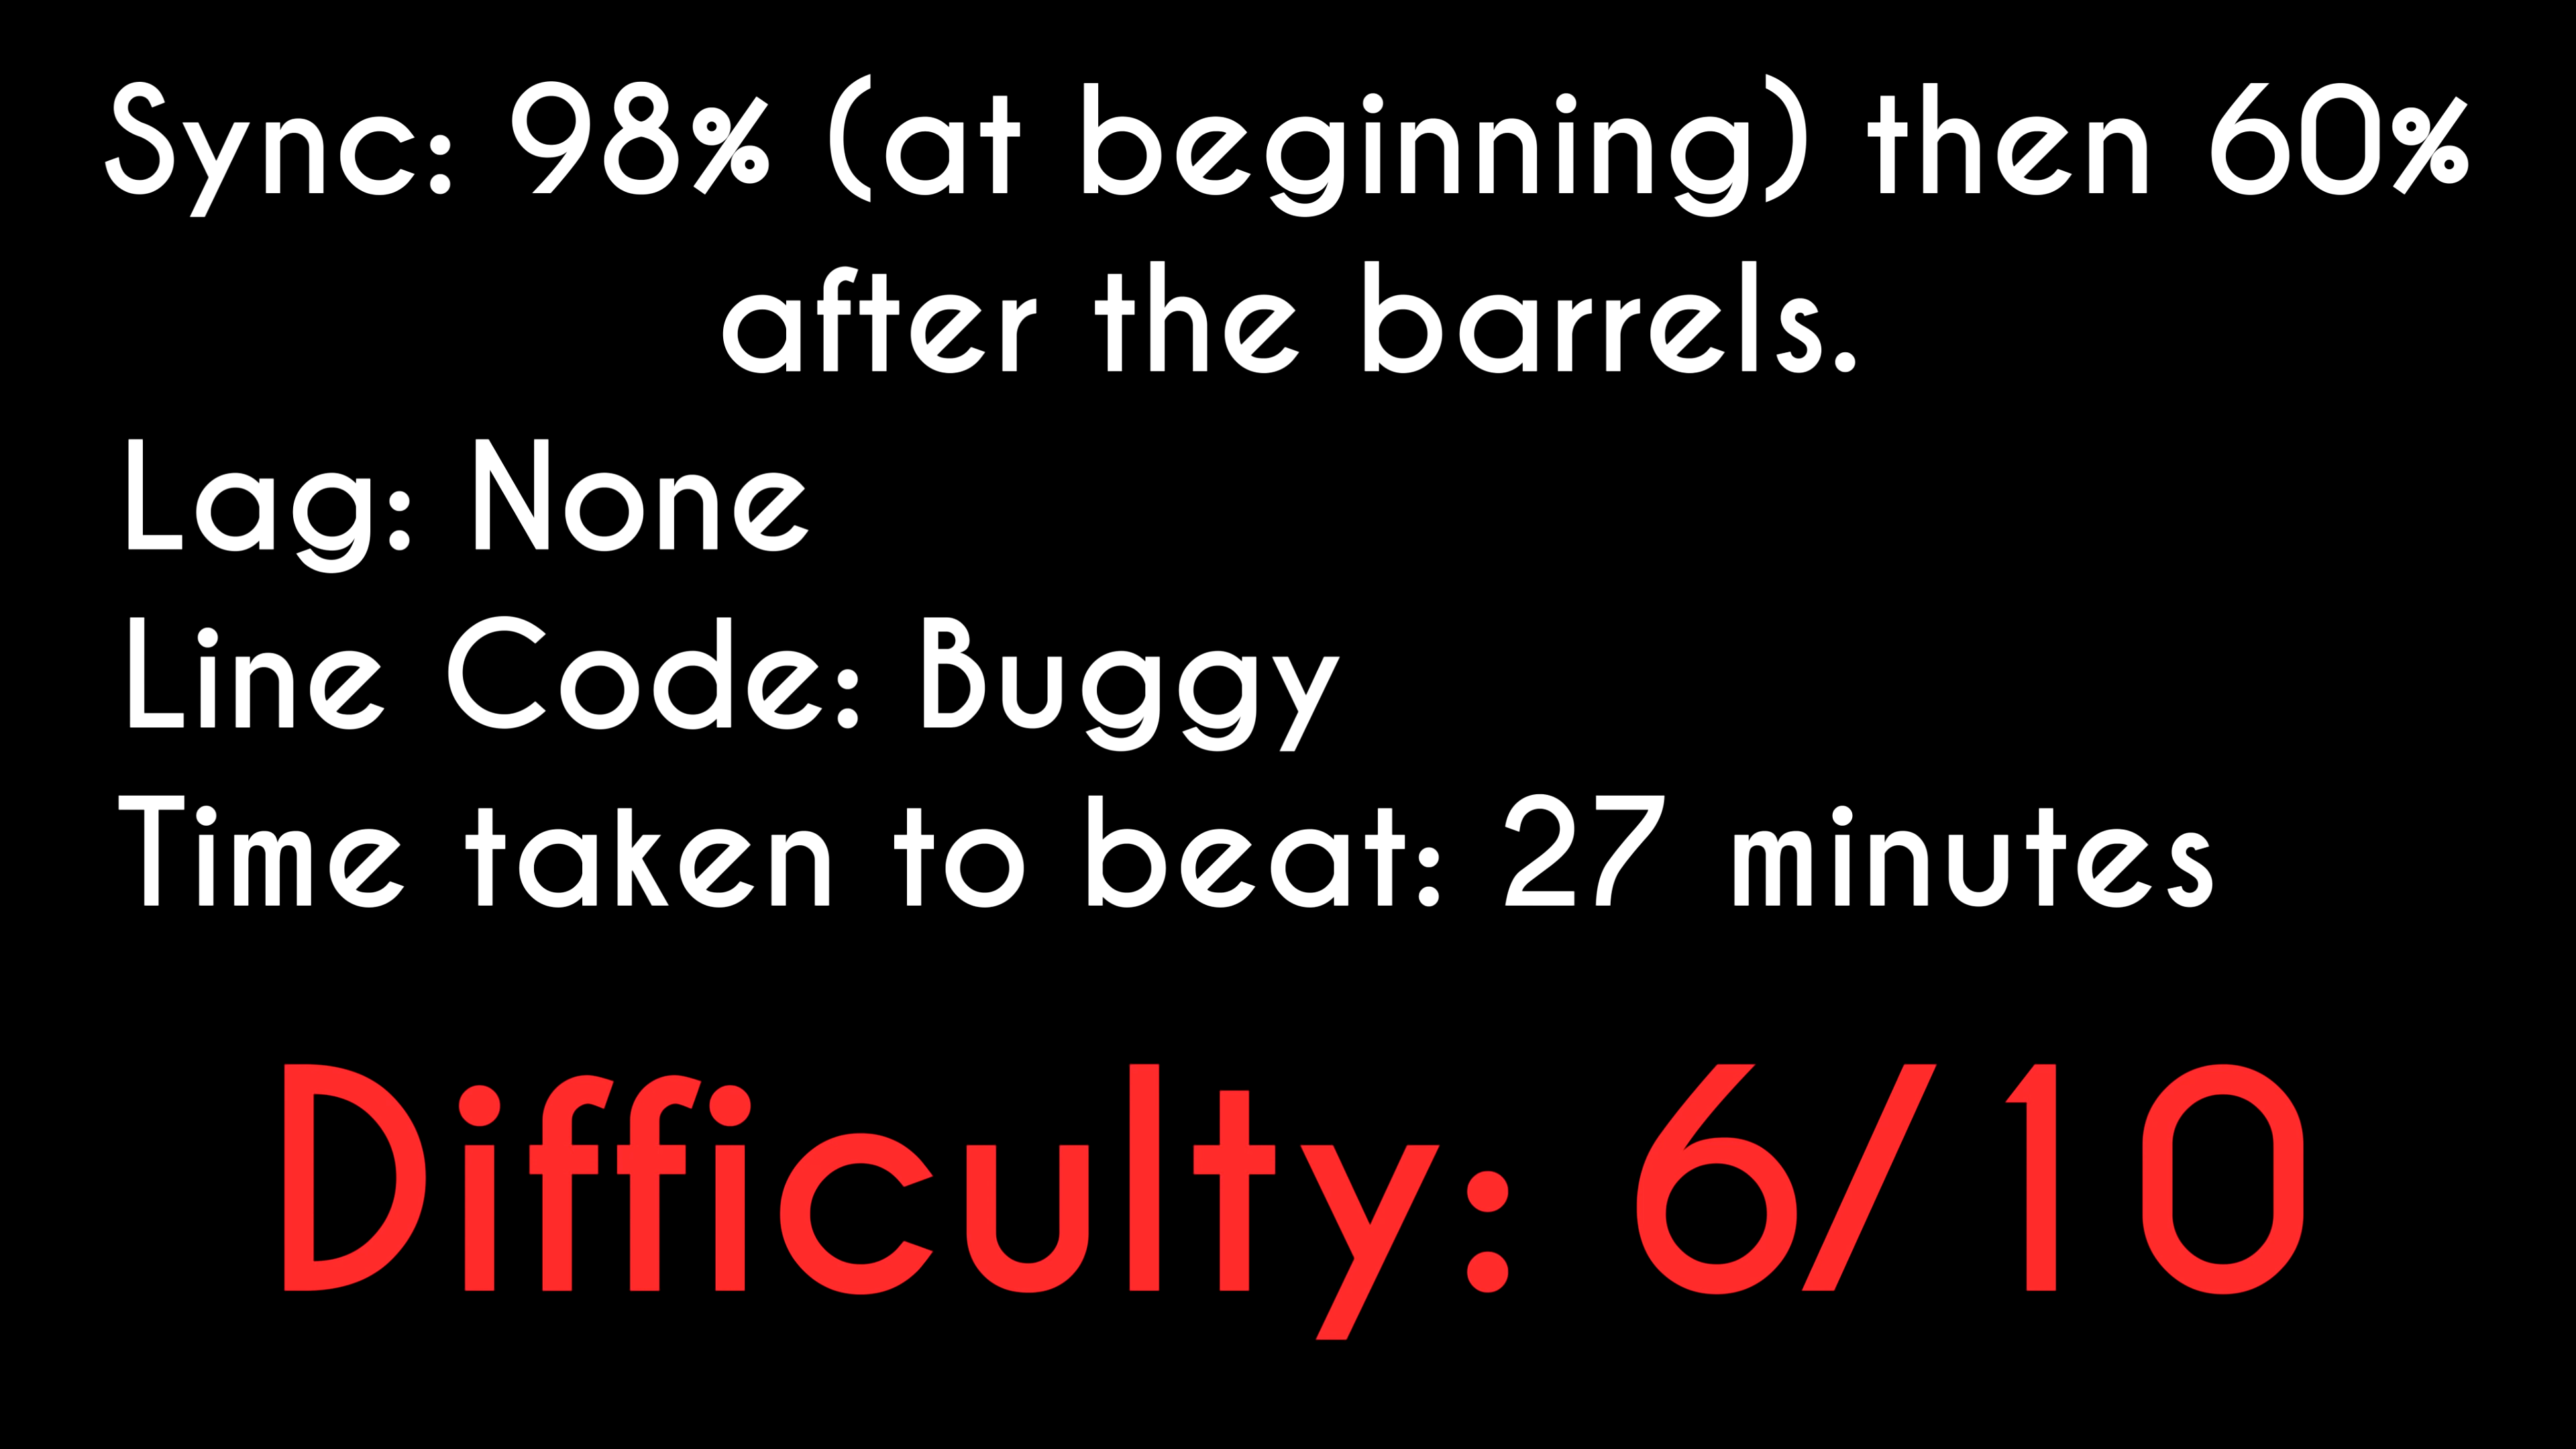 Sync: 98% (at beginning) then 60%
after the barrels.
Lag: None
Line Code: Buggy
Time taken to beat: 27 minutes
Difficulty: 6/10